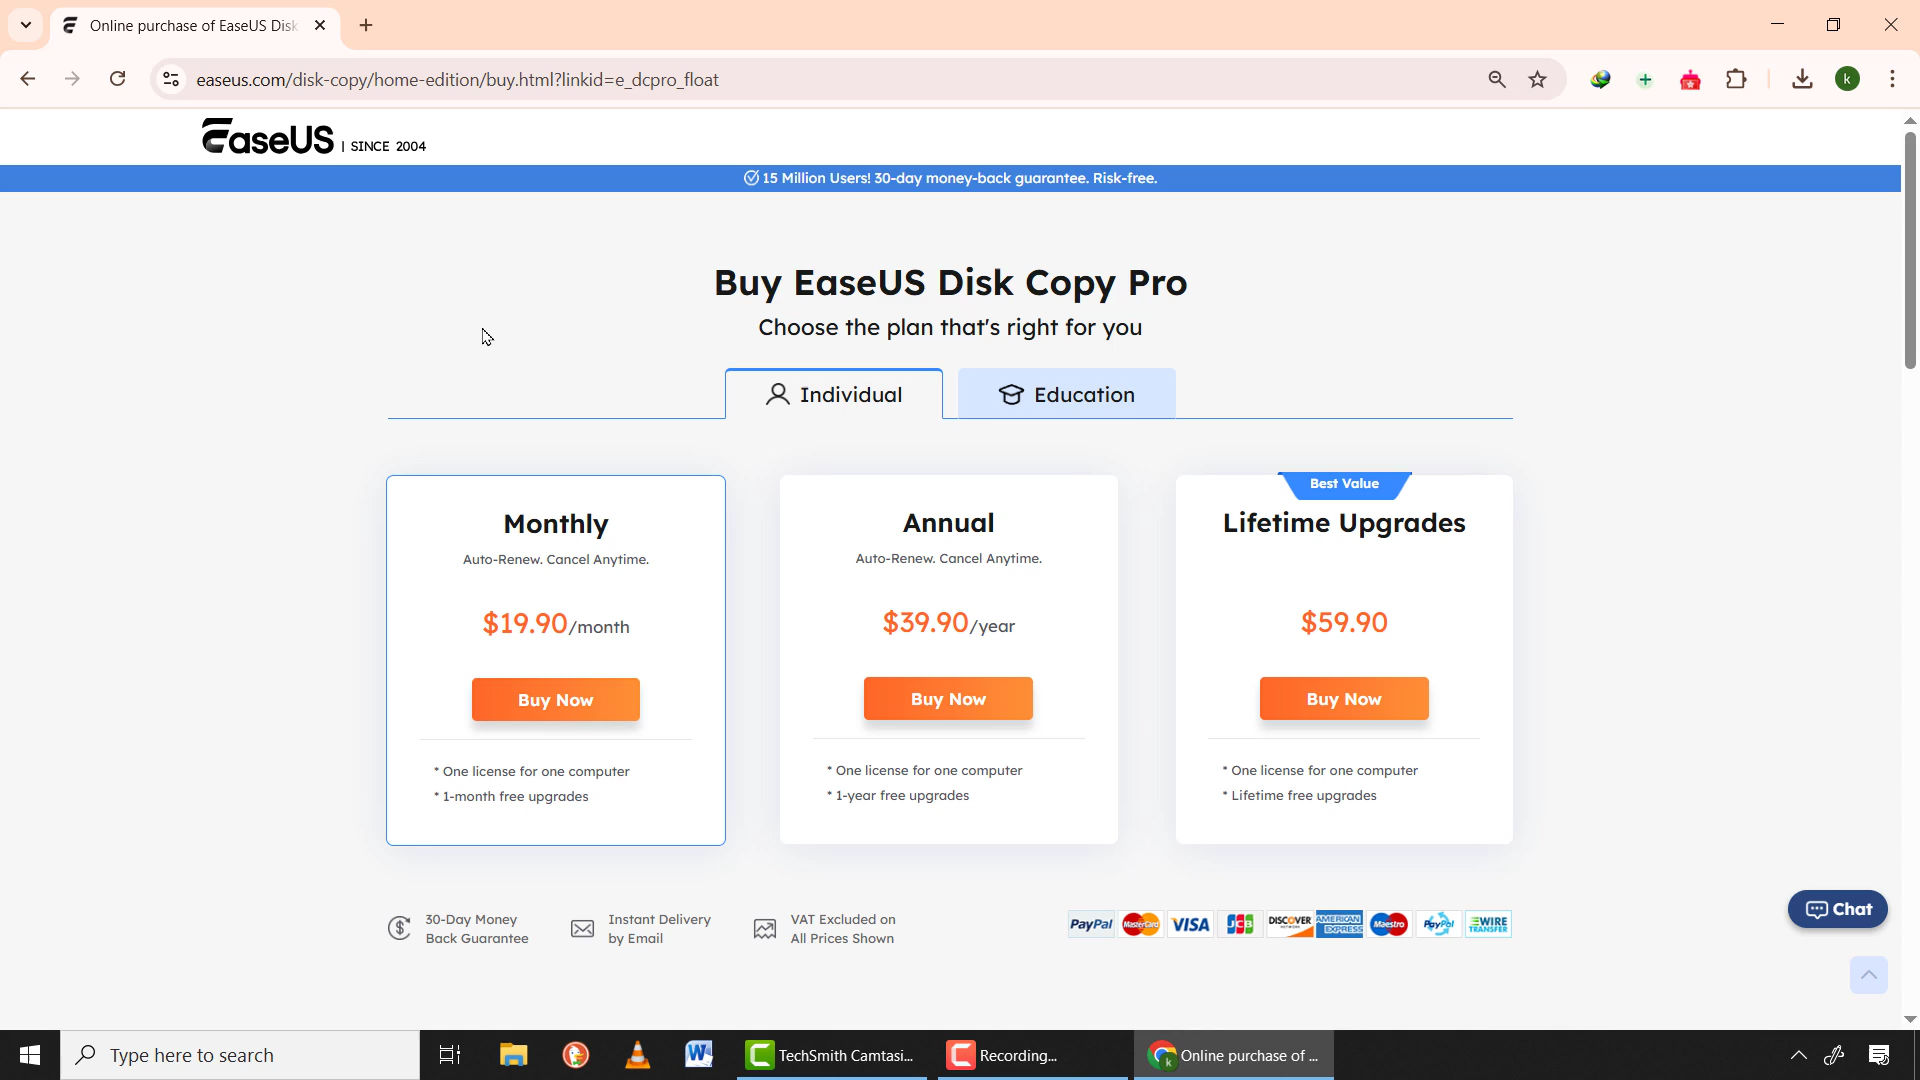 Online purchase of EaseUS Disk
easeus.com/disk-copy/home-edition/buy.html?linkid=e_dcpro_float
k
EaseUS | SINCE 2004
15 Million Users! 30-day money-back guarantee. Risk-free.
Buy EaseUS Disk Copy Pro
Choose the plan that's right for you
Individual
Education
Monthly
Auto-Renew. Cancel Anytime.
$19.90/month
Buy Now
* One license for one computer
* 1-month free upgrades
Annual
Auto-Renew. Cancel Anytime.
$39.90/year
Buy Now
* One license for one computer
* 1-year free upgrades
Best Value
Lifetime Upgrades
$59.90
Buy Now
* One license for one computer
* Lifetime free upgrades
30-Day Money
Back Guarantee
Instant Delivery
by Email
VAT Excluded on
All Prices Shown
PayPal
MasterCard
VISA
JCB
DISCOVER
NETWORK
AMERICAN
EXPRESS
Maestro
PayPal
WIRE
TRANSFER
Chat
Type here to search
TechSmith Camtasi...
Recording...
Online purchase of ...